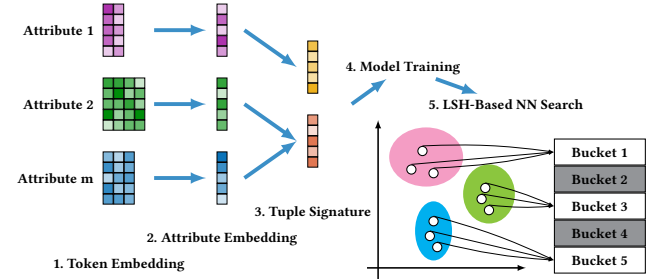 Attribute 1
Attribute 2
Attribute m
1. Token Embedding
2. Attribute Embedding
3. Tuple Signature
4. Model Training
5. LSH-Based NN Search
Bucket 1
Bucket 2
Bucket 3
Bucket 4
Bucket 5